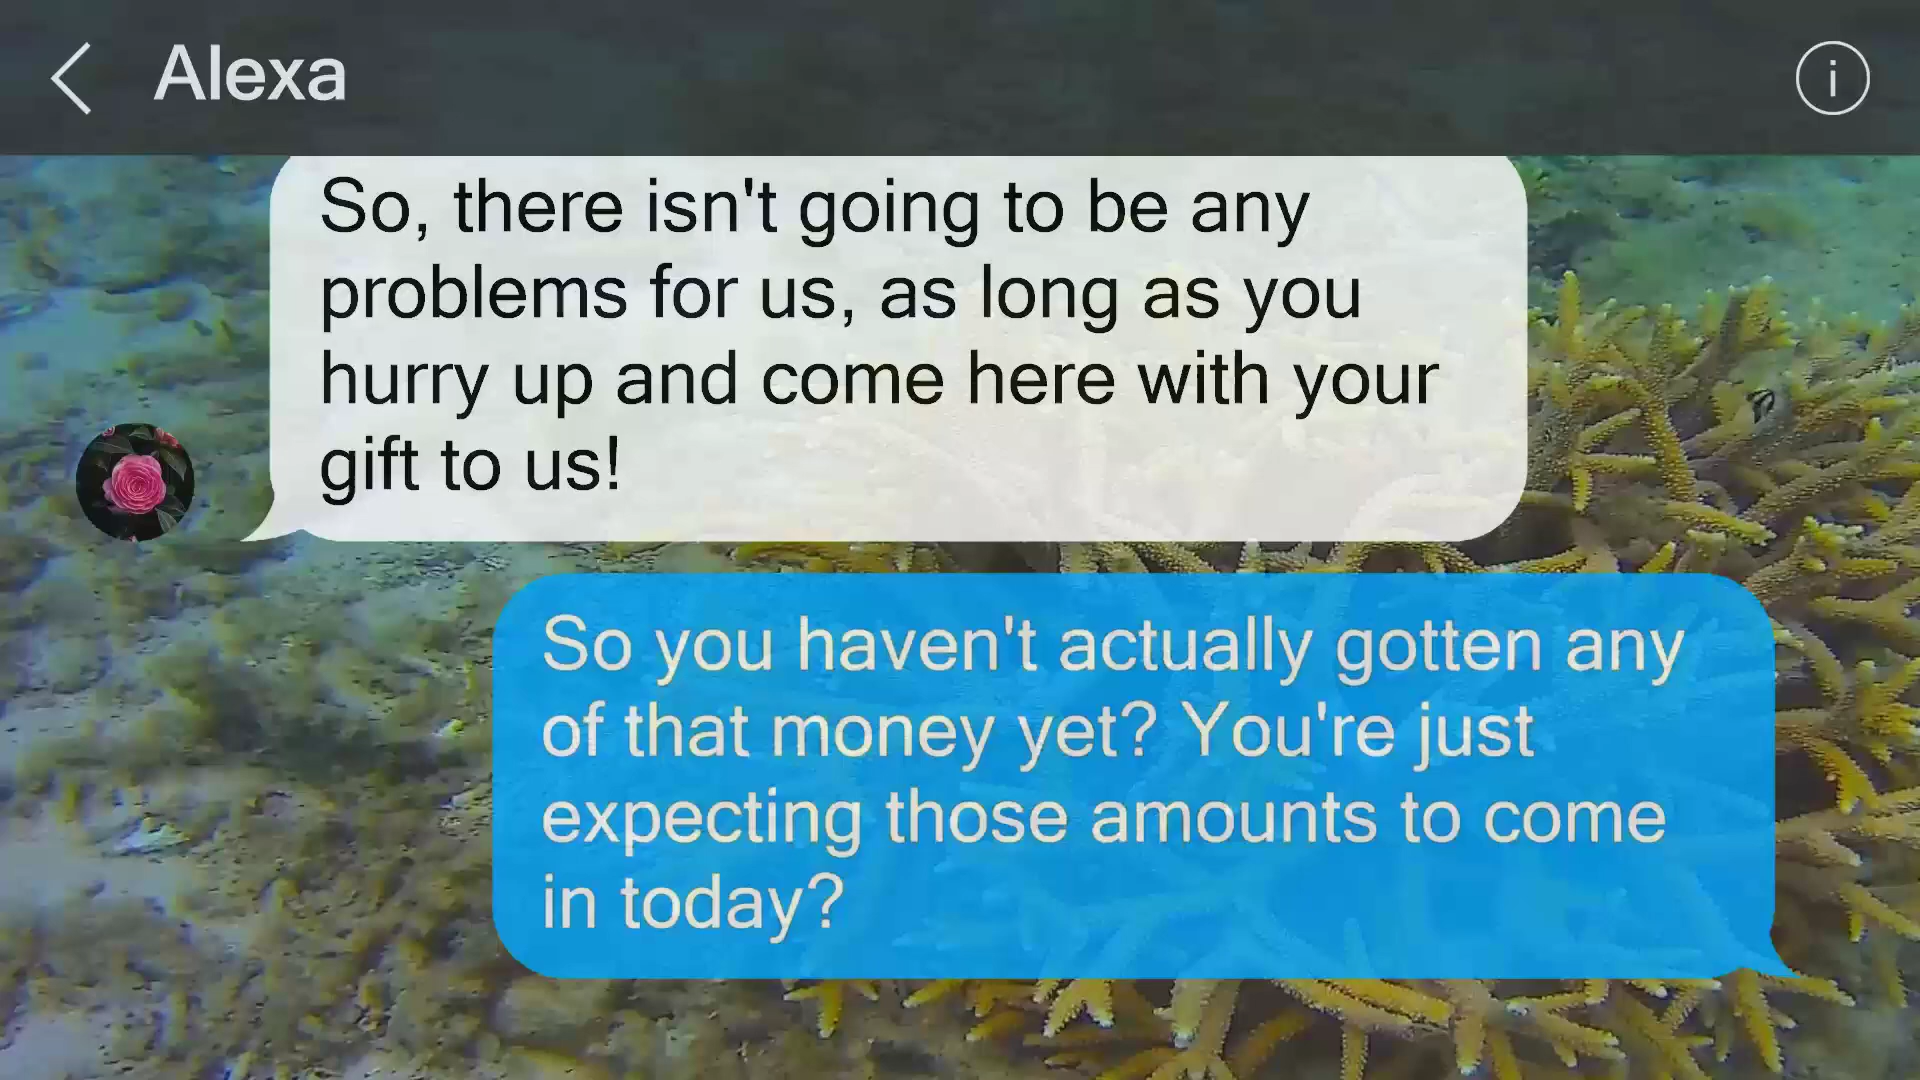 Alexa
So, there isn't going to be any
problems for us, as long as you
hurry up and come here with your
gift to us!
So you haven't actually gotten any
of that money yet? You're just
expecting those amounts to come
in today?